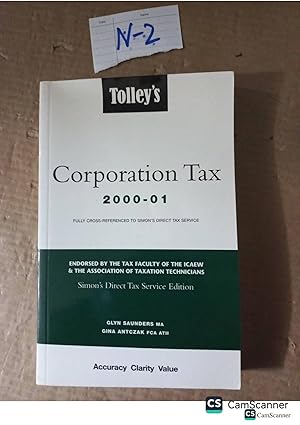 N-2
Tolley's
Corporation Tax
2000-01
FULLY CROSS-REFERENCED TO SIMON'S DIRECT TAX SERVICE
ENDORSED BY THE TAX FACULTY OF THE ICAEW
& THE ASSOCIATION OF TAXATION TECHNICIANS
Simon's Direct Tax Service Edition
GLYN SAUNDERS MA
GINA ANTCZAK FCA ATII
Accuracy Clarity Value
CS CamScanner
CS CamScanner